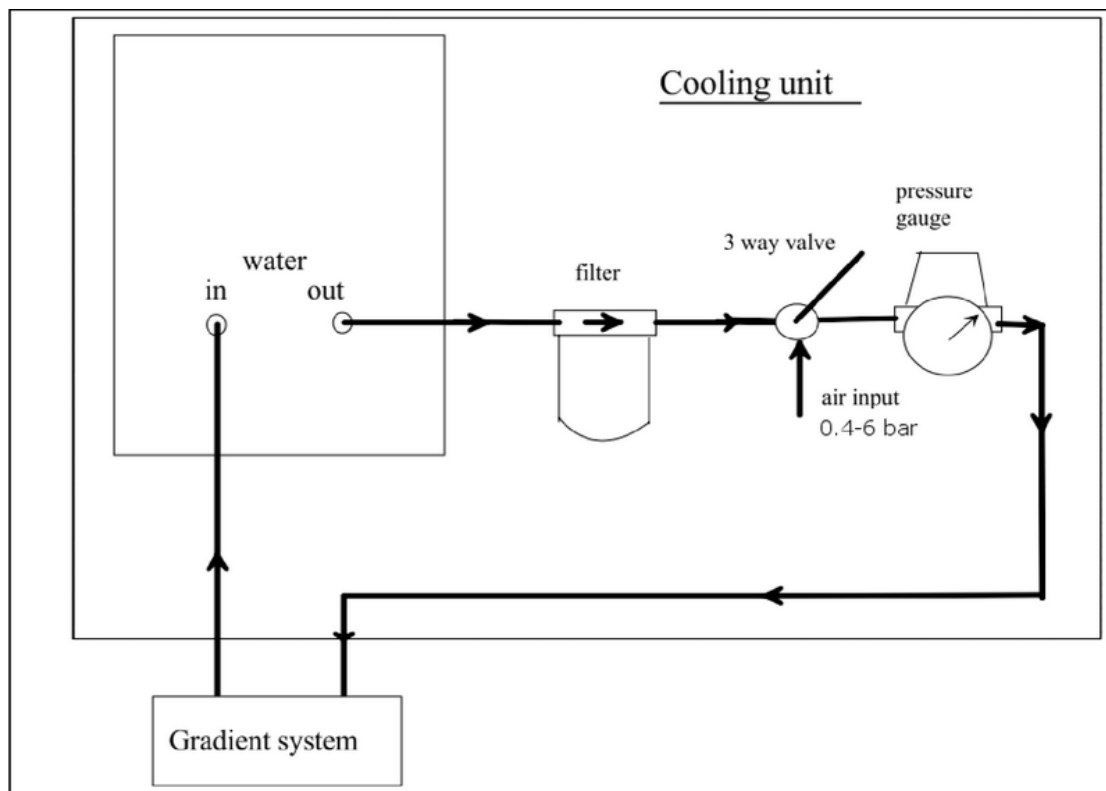 Cooling unit
pressure
gauge
3 way valve
filter
water
in
out
air input
0.4-6 bar
Gradient system